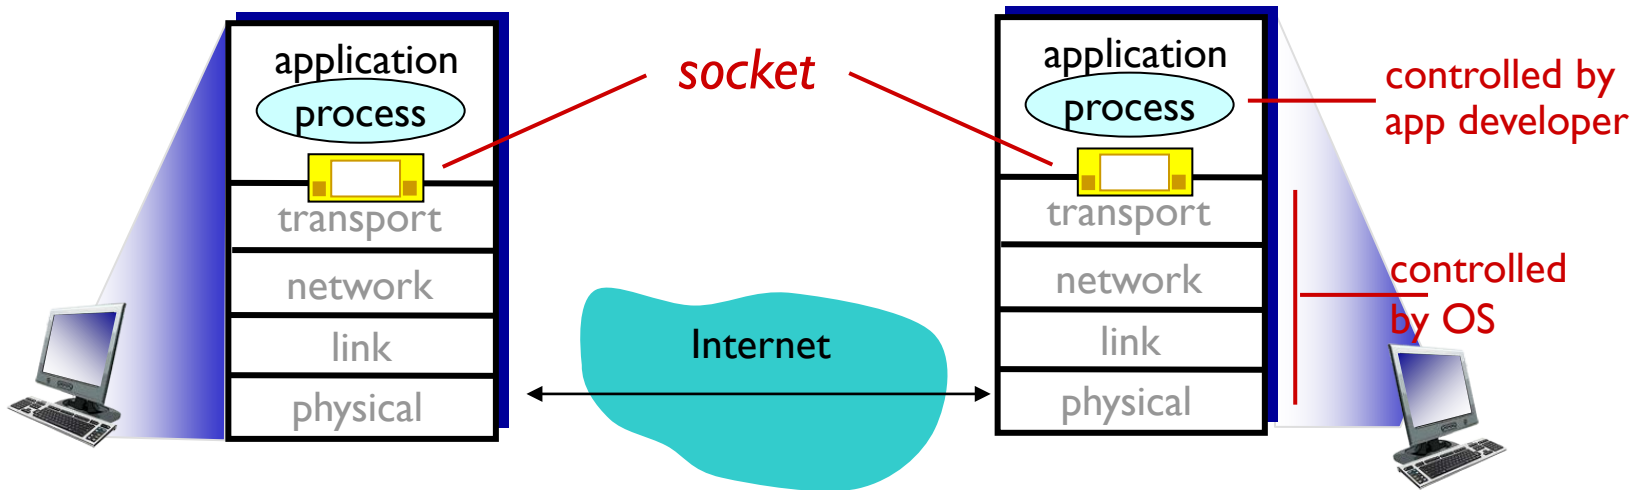 application
process
transport
network
link
physical
socket
Internet
application
process
transport
network
link
physical
controlled by
app developer
controlled
by OS